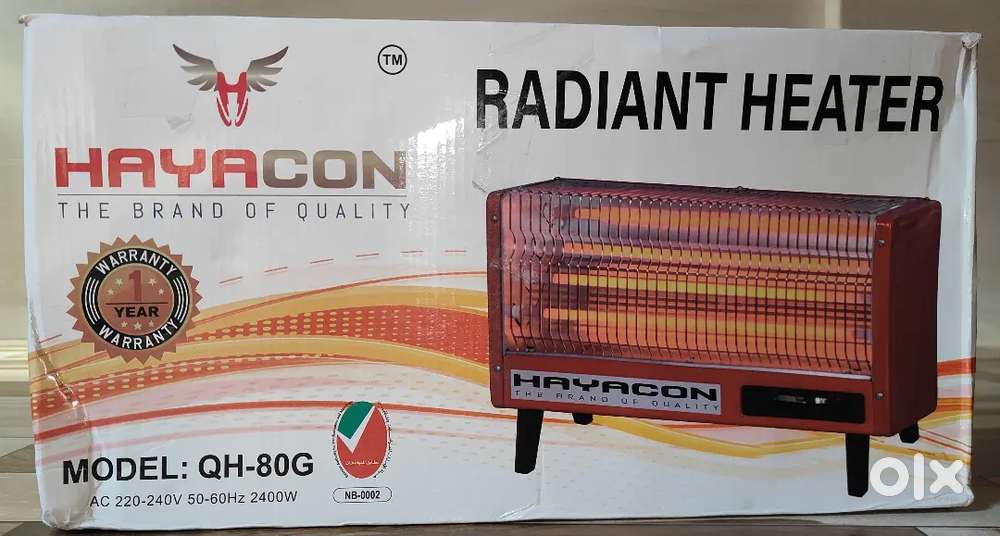 TM
RADIANT HEATER
HAYACON
THE BRAND OF QUALITY
WARRANTY
1
YEAR
WARRANTY
HAYACON
THE BRAND OF QUALITY
MODEL: QH-80G
AC 220-240V 50-60Hz 2400W
NB-0002
olx